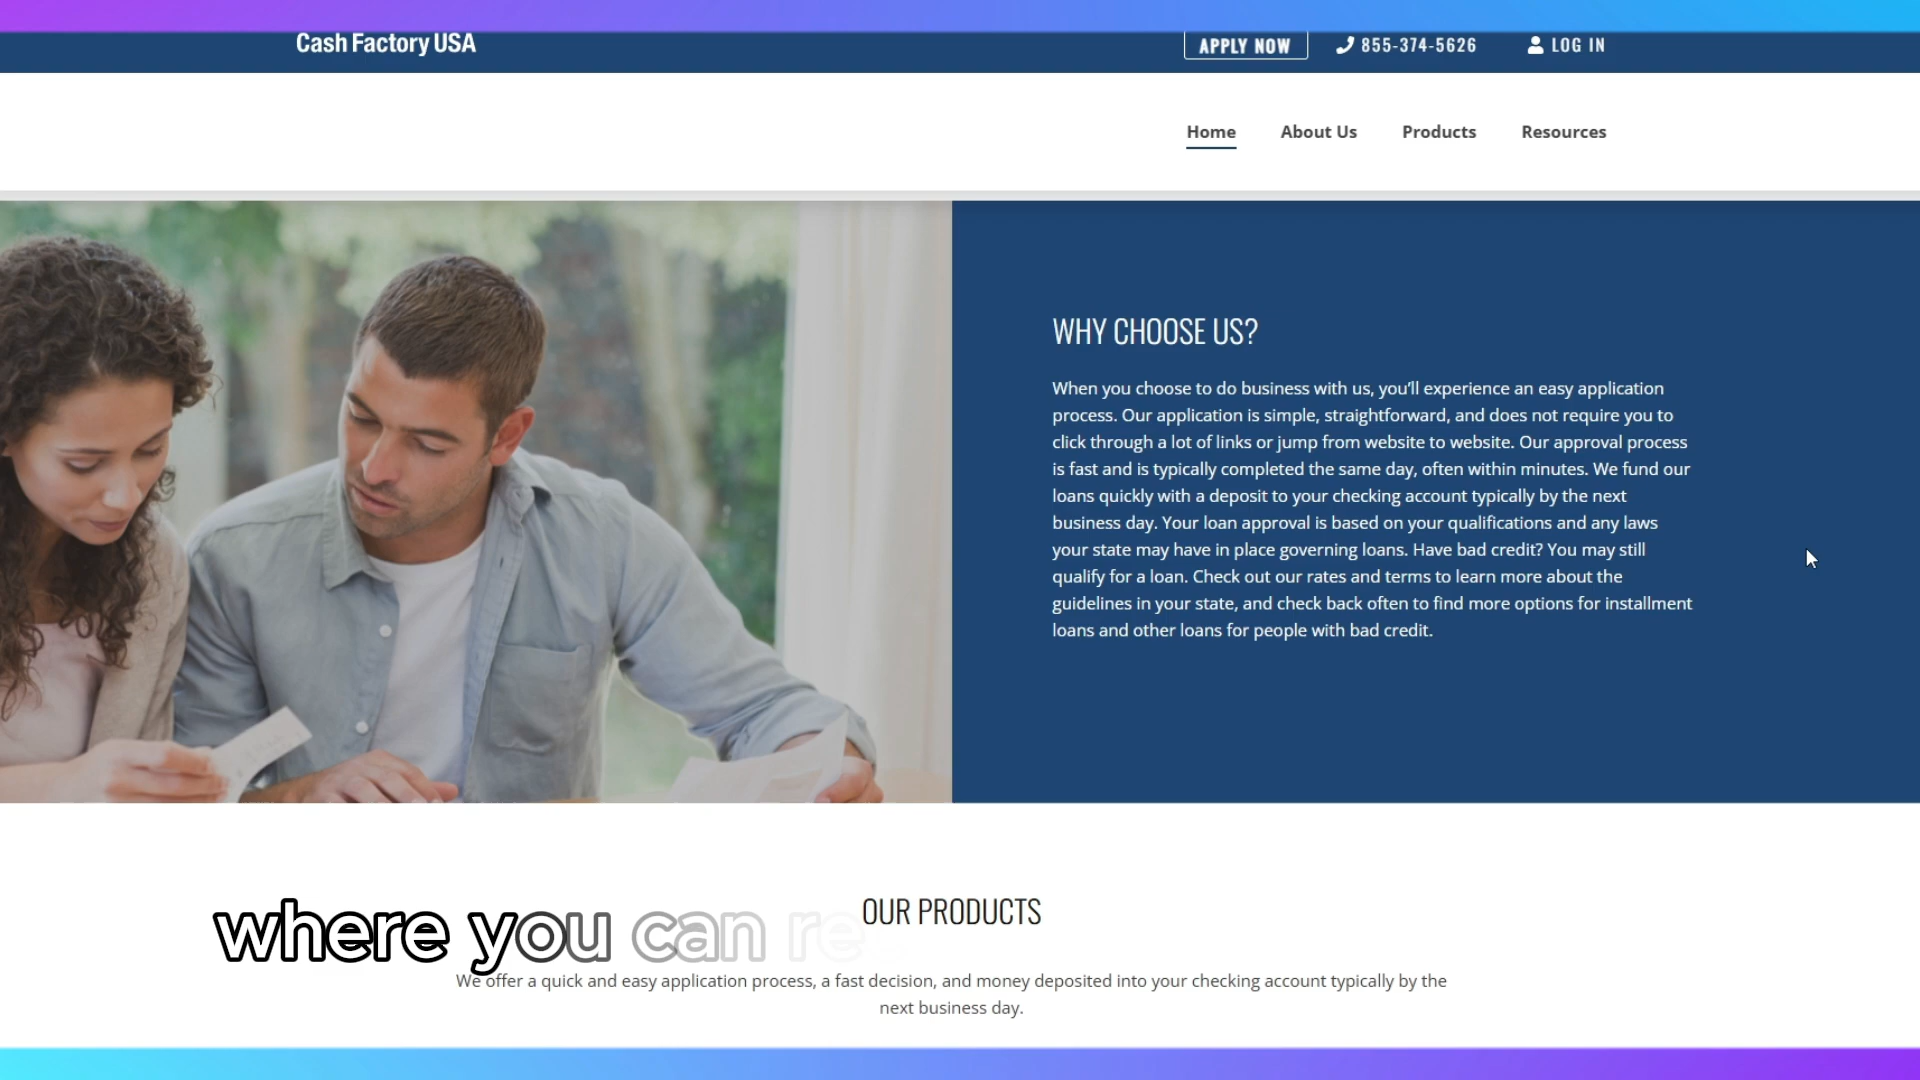 Cash Factory USA
APPLY NOW
855-374-5626
LOG IN
Home
About Us
Products
Resources
WHY CHOOSE US?
When you choose to do business with us, you’ll experience an easy application
process. Our application is simple, straightforward, and does not require you to
click through a lot of links or jump from website to website. Our approval process
is fast and is typically completed the same day, often within minutes. We fund our
loans quickly with a deposit to your checking account typically by the next
business day. Your loan approval is based on your qualifications and any laws
your state may have in place governing loans. Have bad credit? You may still
qualify for a loan. Check out our rates and terms to learn more about the
guidelines in your state, and check back often to find more options for installment
loans and other loans for people with bad credit.
OUR PRODUCTS
where you can
We offer a quick and easy application process, a fast decision, and money deposited into your checking account typically by the
next business day.